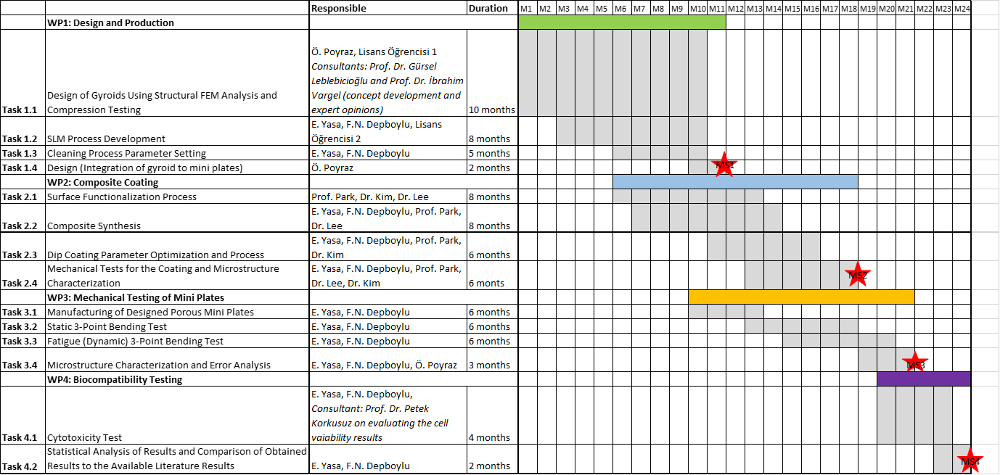 Responsible Duration M1 M2 M3 M4 M5 M6 M7 M8 M9 M10 M11 M12 M13 M14 M15 M16 M17 M18 M19 M20 M21 M22 M23 M24
WP1: Design and Production
Task 1.1
Design of Gyroids Using Structural FEM Analysis and
Compression Testing
Ö. Poyraz, Lisans Öğrencisi 1
Consultants: Prof. Dr. Gürsel
Leblebicioğlu and Prof. Dr. İbrahim
Vargel (concept development and
expert opinions)
10 months
Task 1.2
SLM Process Development
E. Yasa, F.N. Depboylu, Lisans
Öğrencisi 2
8 months
Task 1.3 Cleaning Process Parameter Setting E. Yasa, F.N. Depboylu 5 months
Task 1.4 Design (Integration of gyroid to mini plates) Ö. Poyraz 2 months
MS1
WP2: Composite Coating
Task 2.1 Surface Functionalization Process Prof. Park, Dr. Kim, Dr. Lee 8 months
Task 2.2
Composite Synthesis
E. Yasa, F.N. Depboylu, Prof. Park,
Dr. Lee
8 months
Task 2.3
Dip Coating Parameter Optimization and Process
E. Yasa, F.N. Depboylu, Prof. Park,
Dr. Kim
6 months
Task 2.4
Mechanical Tests for the Coating and Microstructure
Characterization
E. Yasa, F.N. Depboylu, Prof. Park,
Dr. Lee, Dr. Kim
6 monts
MS2
WP3: Mechanical Testing of Mini Plates
Task 3.1 Manufacturing of Designed Porous Mini Plates E. Yasa, F.N. Depboylu 6 months
Task 3.2 Static 3-Point Bending Test E. Yasa, F.N. Depboylu 6 months
Task 3.3 Fatigue (Dynamic) 3-Point Bending Test E. Yasa, F.N. Depboylu 6 months
Task 3.4 Microstructure Characterization and Error Analysis E. Yasa, F.N. Depboylu, Ö. Poyraz 3 months
MS3
WP4: Biocompatibility Testing
Task 4.1
Cytotoxicity Test
E. Yasa, F.N. Depboylu,
Consultant: Prof. Dr. Petek
Korkusuz on evaluating the cell
vaiability results
4 months
Task 4.2
Statistical Analysis of Results and Comparison of Obtained
Results to the Available Literature Results
E. Yasa, F.N. Depboylu
2 months
MS4